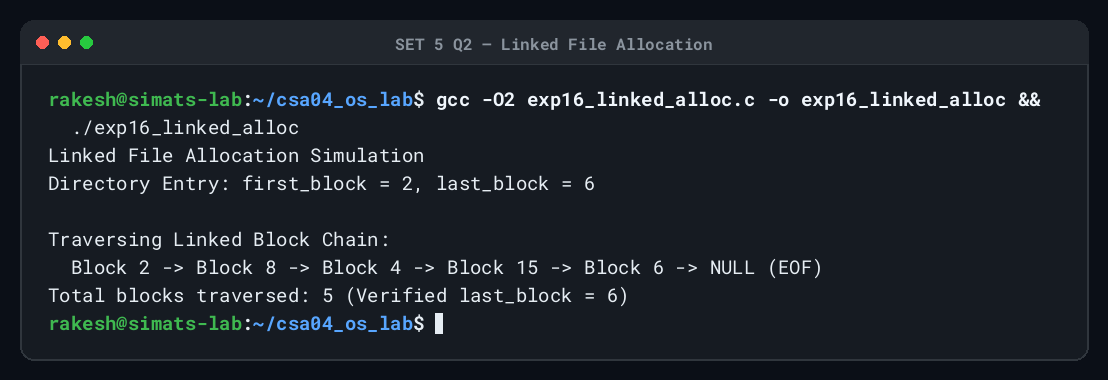 SET 5 Q2 — Linked File Allocation
rakesh@simats-lab:~/csa04_os_lab$ gcc -O2 exp16_linked_alloc.c -o exp16_linked_alloc &&
./exp16_linked_alloc
Linked File Allocation Simulation
Directory Entry: first_block = 2, last_block = 6
Traversing Linked Block Chain:
Block 2 -> Block 8 -> Block 4 -> Block 15 -> Block 6 -> NULL (EOF)
Total blocks traversed: 5 (Verified last_block = 6)
rakesh@simats-lab:~/csa04_os_lab$